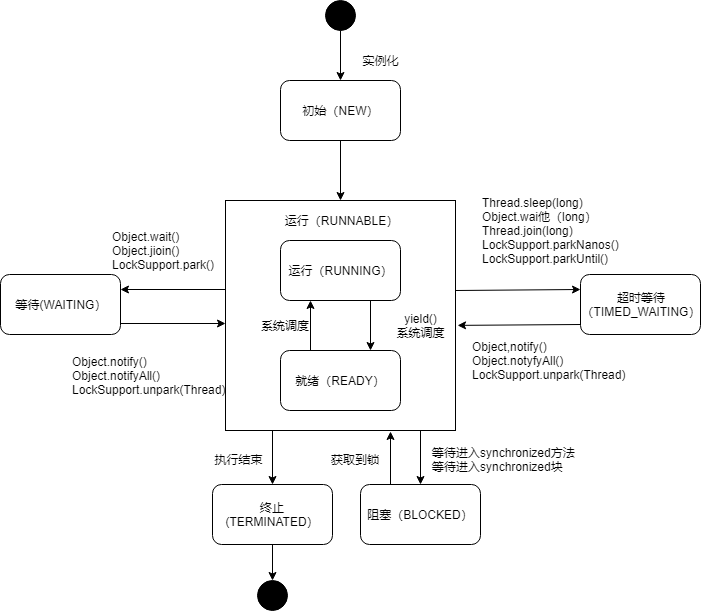 实例化
初始（NEW）
运行（RUNNABLE）
Thread.sleep(long)
Object.wai他（long）
Thread.join(long)
LockSupport.parkNanos()
LockSupport.parkUntil()
Object.wait()
Object.jioin()
LockSupport.park()
运行（RUNNING）
等待(WAITING）
超时等待
(TIMED_WAITING)
系统调度
yield()
系统调度
Object.notify()
Object.notifyAll()
LockSupport.unpark(Thread)
就绪（READY）
Object,notify()
Object.notyfyAll()
LockSupport.unpark(Thread)
执行结束
获取到锁
等待进入synchronized方法
等待进入synchronized块
终止
(TERMINATED）
阻塞（BLOCKED）